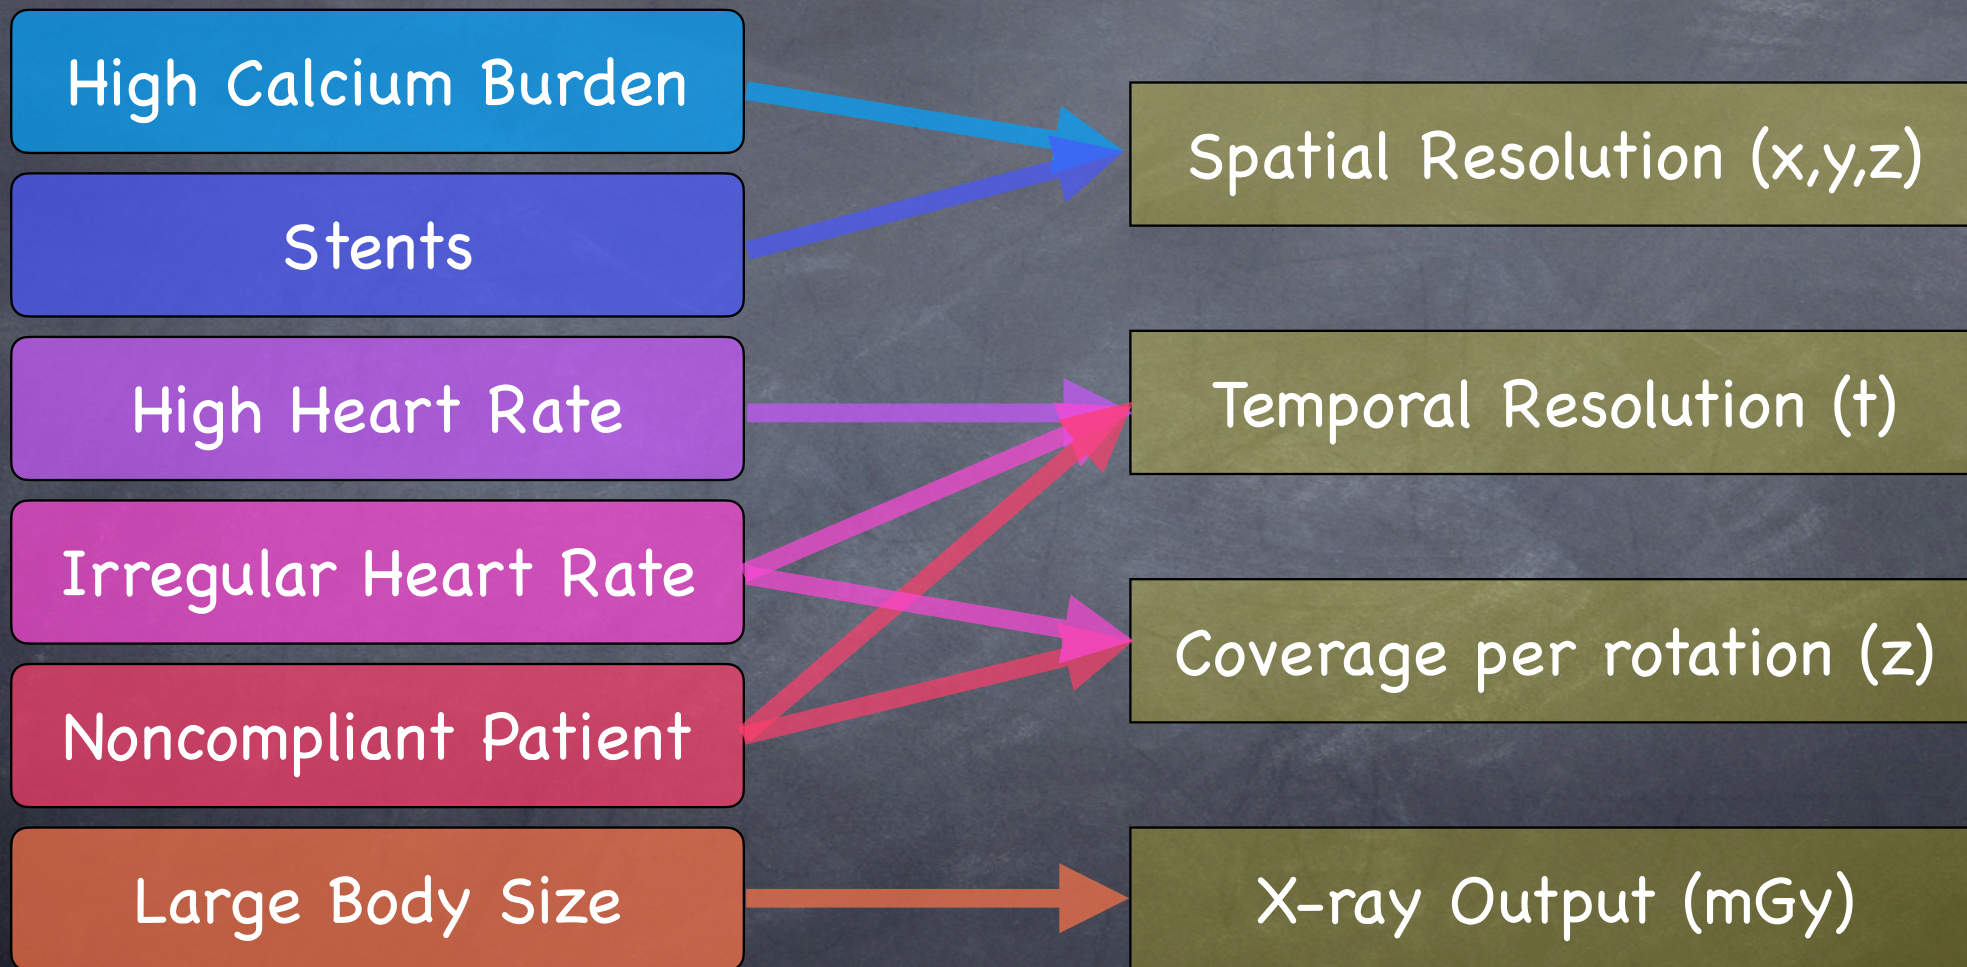 High Calcium Burden
Stents
High Heart Rate
Irregular Heart Rate
Noncompliant Patient
Large Body Size
Spatial Resolution (x,y,z)
Temporal Resolution (t)
Coverage per rotation (z)
X-ray Output (mGy)